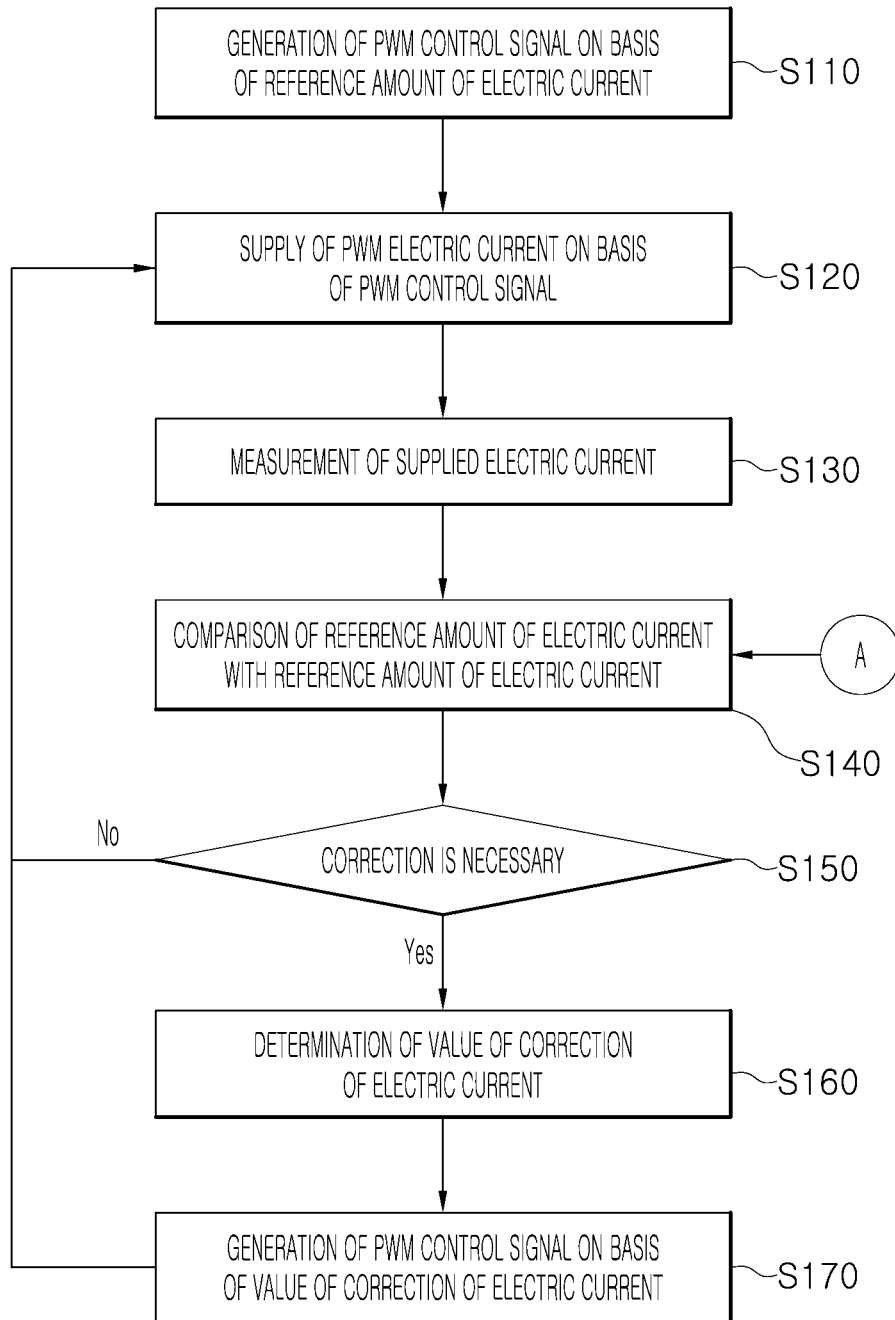 GENERATION OF PWM CONTROL SIGNAL ON BASIS
OF REFERENCE AMOUNT OF ELECTRIC CURRENT
S110
SUPPLY OF PWM ELECTRIC CURRENT ON BASIS
OF PWM CONTROL SIGNAL
S120
MEASUREMENT OF SUPPLIED ELECTRIC CURRENT
S130
COMPARISON OF REFERENCE AMOUNT OF ELECTRIC CURRENT
WITH REFERENCE AMOUNT OF ELECTRIC CURRENT
A
S140
No
CORRECTION IS NECESSARY
S150
Yes
DETERMINATION OF VALUE OF CORRECTION
OF ELECTRIC CURRENT
S160
GENERATION OF PWM CONTROL SIGNAL ON BASIS
OF VALUE OF CORRECTION OF ELECTRIC CURRENT
S170